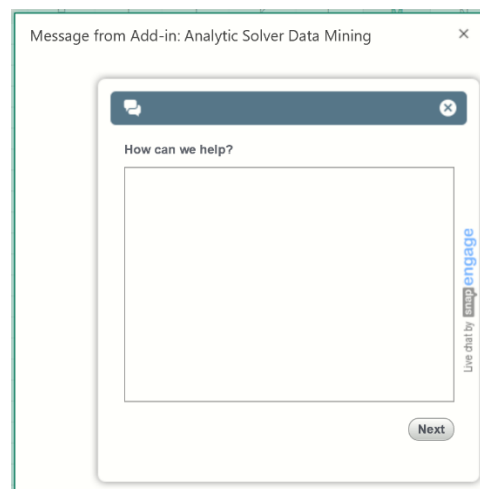 Message from Add-in: Analytic Solver Data Mining
How can we help?
Live chat by snapengage
Next